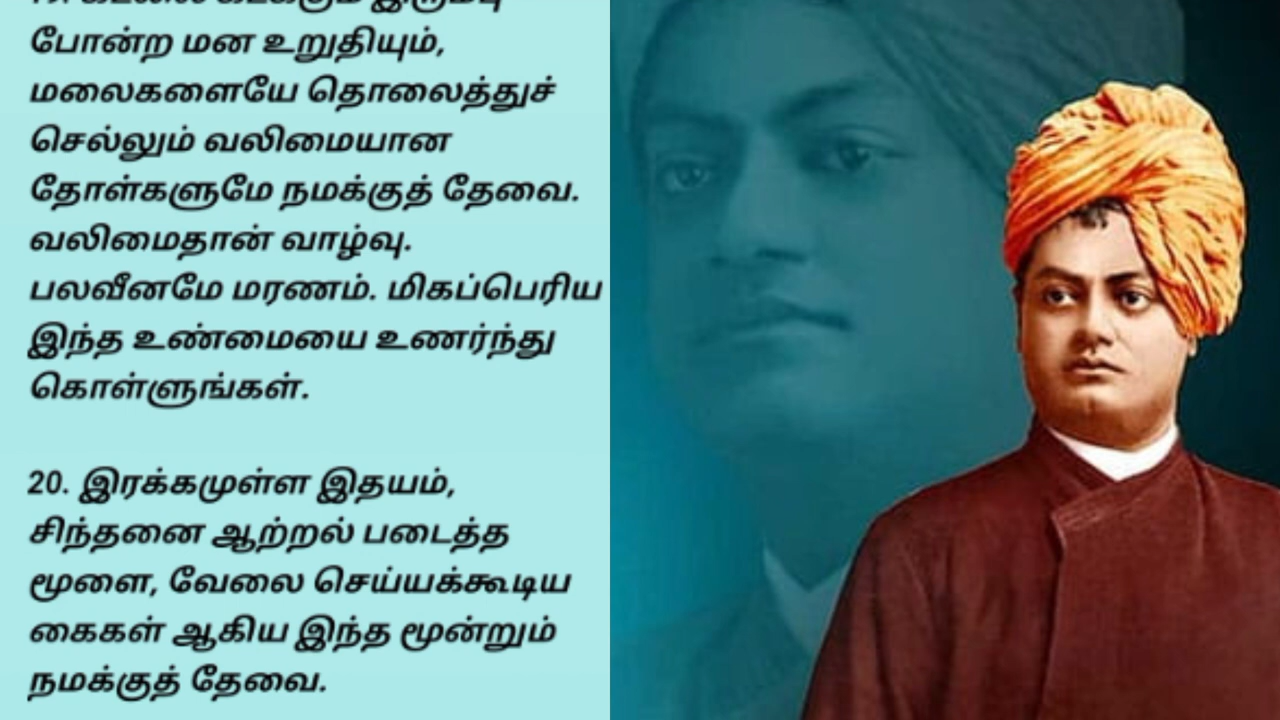 போன்ற மன உறுதியும்,
மலைகளையே தொலைத்துச்
செல்லும் வலிமையான
தோள்களுமே நமக்குத் தேவை.
வலிமைதான் வாழ்வு.
பலவீனமே மரணம். மிகப்பெரிய
இந்த உண்மையை உணர்ந்து
கொள்ளுங்கள்.
20. இரக்கமுள்ள இதயம்,
சிந்தனை ஆற்றல் படைத்த
மூளை, வேலை செய்யக்கூடிய
கைகள் ஆகிய இந்த மூன்றும்
நமக்குத் தேவை.